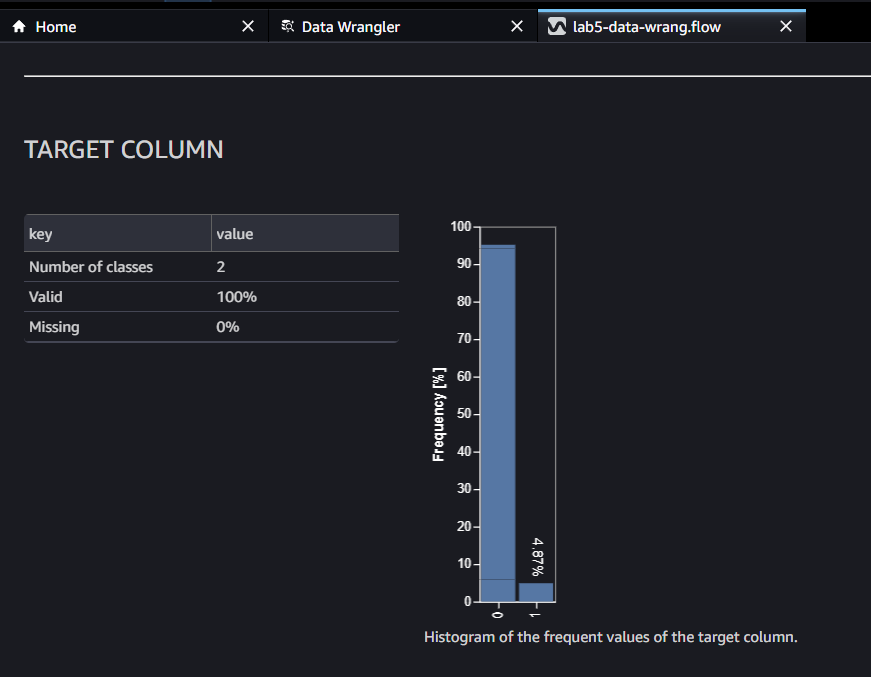 Home
Data Wrangler
lab5-data-wrang.flow
TARGET COLUMN
key value
Number of classes 2
Valid 100%
Missing 0%
100
90
80
70
60
50
40
30
20
10
0
Frequency [%]
4.87%
0
1
Histogram of the frequent values of the target column.